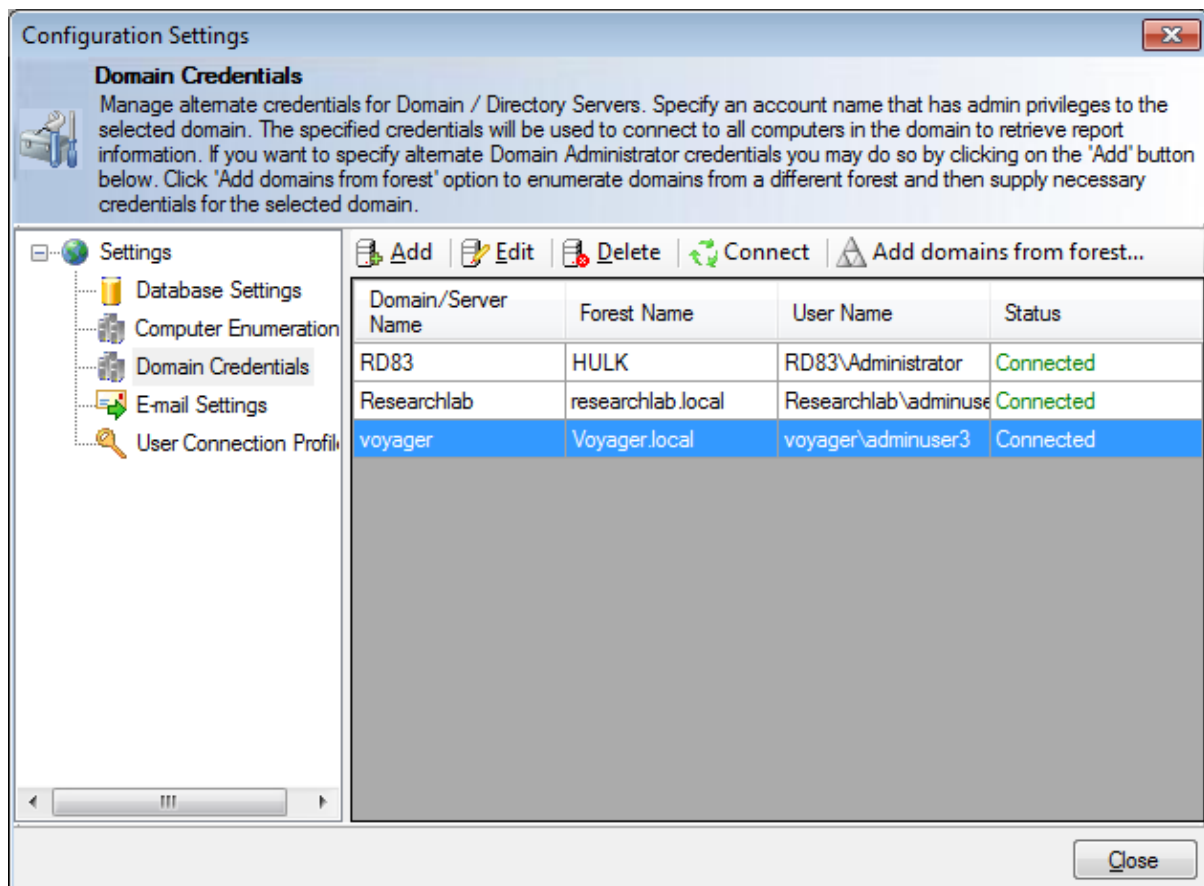 Configuration Settings
Domain Credentials
Manage alternate credentials for Domain / Directory Servers. Specify an account name that has admin privileges to the
selected domain. The specified credentials will be used to connect to all computers in the domain to retrieve report
information. If you want to specify alternate Domain Administrator credentials you may do so by clicking on the 'Add' button
below. Click 'Add domains from forest' option to enumerate domains from a different forest and then supply necessary
credentials for the selected domain.
Settings
Database Settings
Computer Enumeration
Domain Credentials
E-mail Settings
User Connection Profil
Add Edit Delete Connect Add domains from forest...
Domain/Server
Name Forest Name User Name Status
RD83 HULK RD83\Administrator Connected
Researchlab researchlab.local Researchlab\adminuse Connected
voyager Voyager.local voyager\adminuser3 Connected
Close